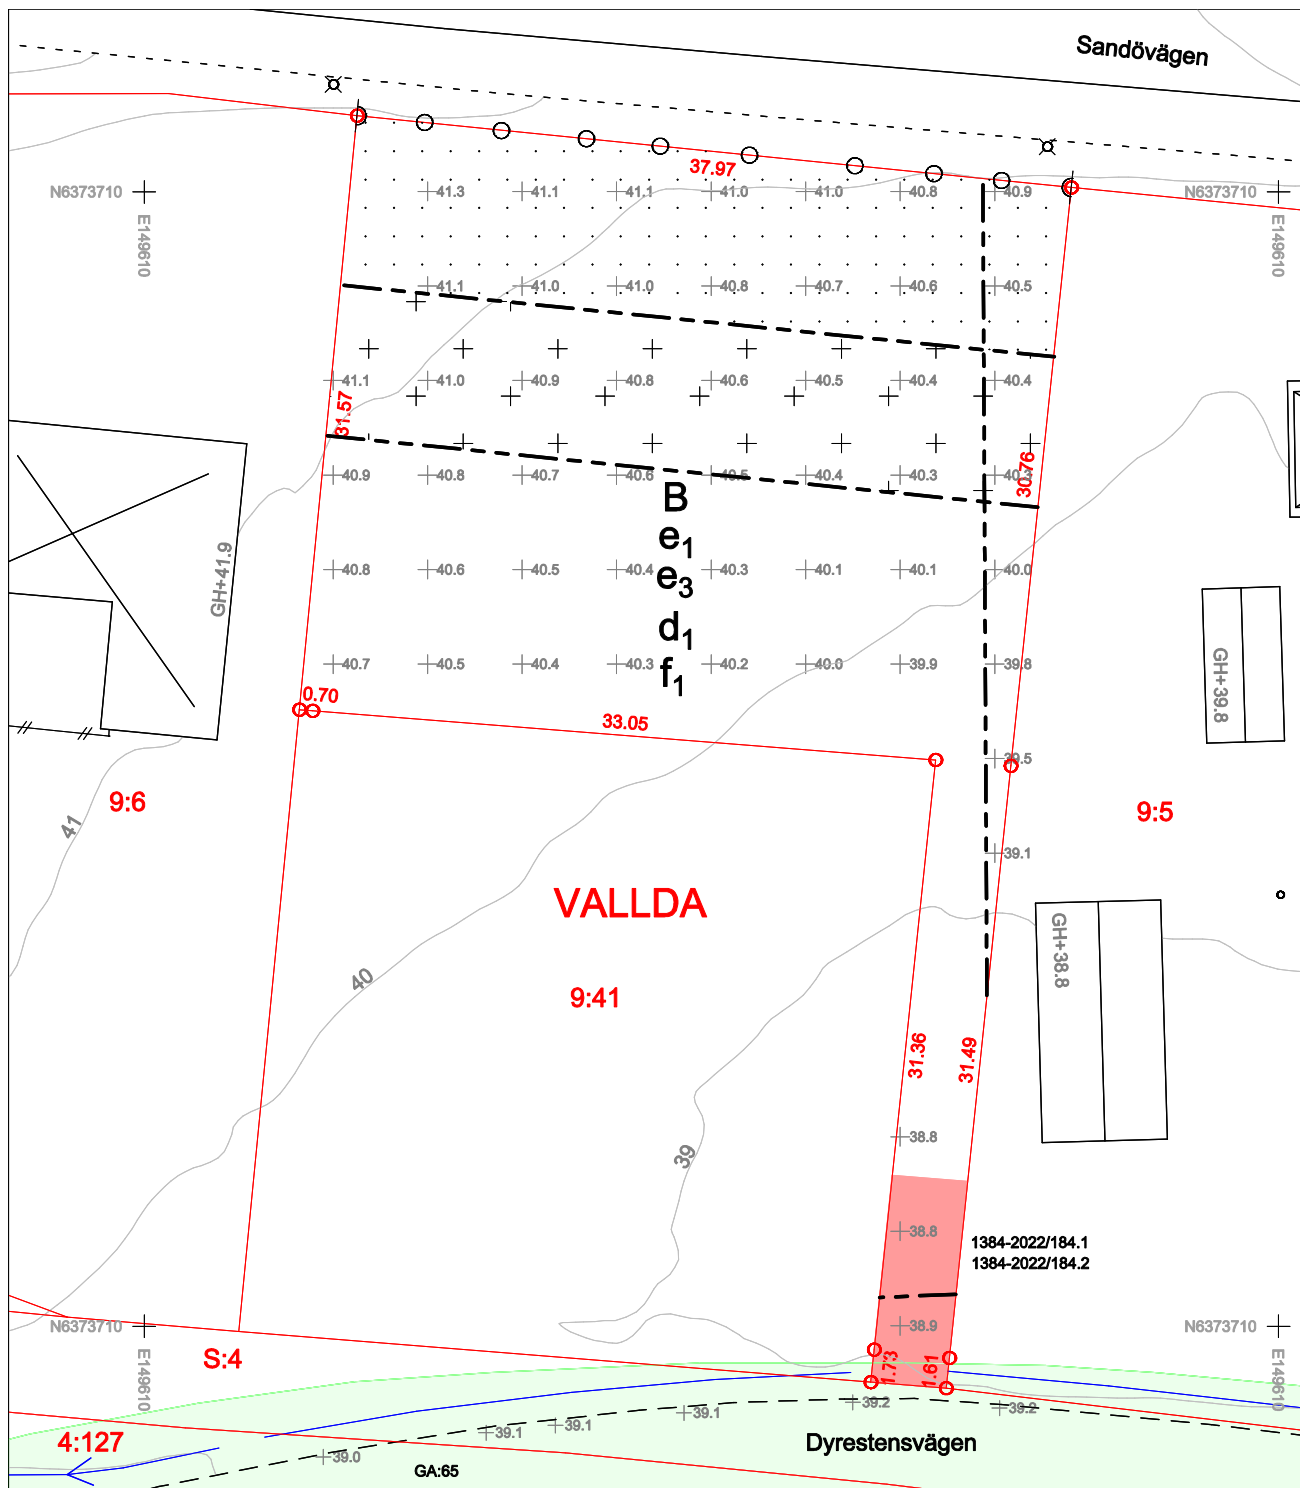 Sandövägen
37.97
N6373710
41.3 41.1 41.1 41.0 41.0 40.8 40.9
N6373710
E149610
E149610
41.1 41.0 41.0 40.8 40.7 40.6 40.5
41.1 41.0 40.9 40.8 40.6 40.5 40.4 40.4
31.57
30.76
40.9 40.8 40.7 40.6 40.5 40.4 40.3 40.3
B
e1
GH+41.9
40.8 40.6 40.5 40.4 40.3 40.1 40.1 40.0
e3
d1
40.7 40.5 40.4 40.3 40.2 40.0 39.9 39.8
f1
GH+39.8
0.70
33.05
39.5
9:6
9:5
41
39.1
VALLDA
GH+38.8
40
9:41
31.36
31.49
38.8
39
38.8
1384-2022/184.1
1384-2022/184.2
N6373710
38.9
N6373710
E149610
E149610
S:4
1.73
1.61
39.2
39.2
39.1
39.1
39.1
4:127
Dyrestensvägen
39.0
GA:65